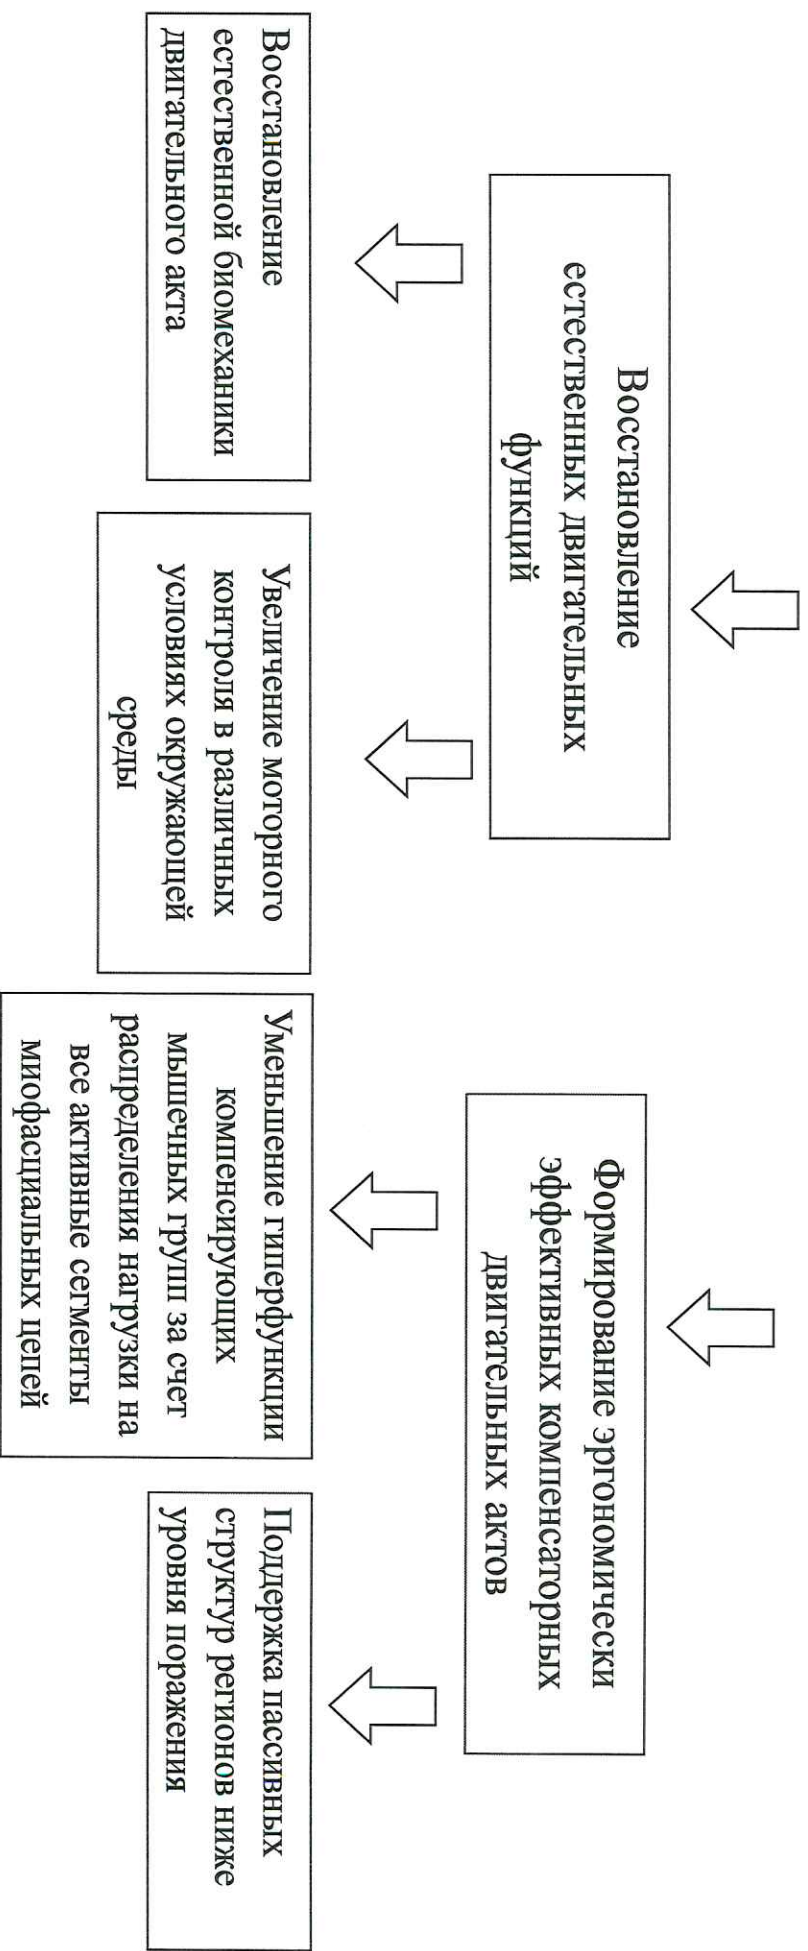 Восстановление
естественных двигательных
функций
Формирование эргономически
эффективных компенсаторных
двигательных актов
Восстановление
естественной биомеханики
двигательного акта
Увеличение моторного
контроля в различных
условиях окружающей
среды
Уменьшение гиперфункции
компенсирующих
мышечных групп за счет
распределения нагрузки на
все активные сегменты
миофасциальных цепей
Поддержка пассивных
структур регионов ниже
уровня поражения